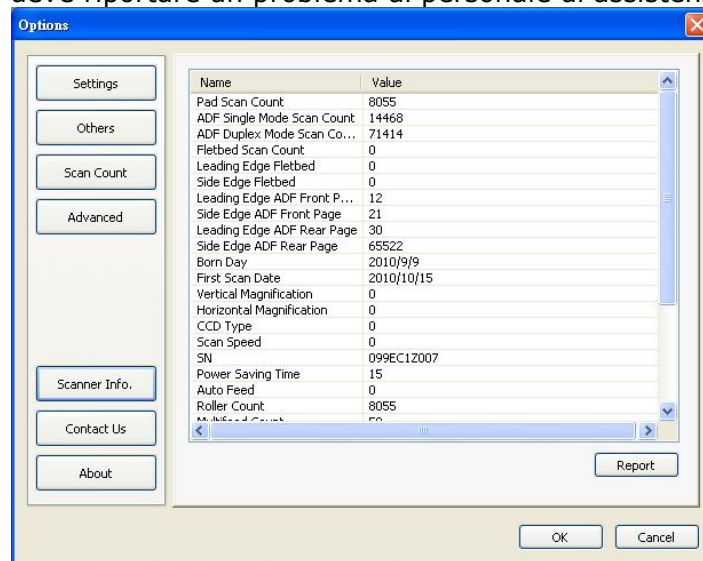 deve riportare un problema al personale di assisten
Options
Settings
Others
Scan Count
Advanced
Scanner Info.
Contact Us
About
Name Value
Pad Scan Count 8055
ADF Single Mode Scan Count 14468
ADF Duplex Mode Scan Co... 71414
Fletbed Scan Count 0
Leading Edge Fletbed 0
Side Edge Fletbed 0
Leading Edge ADF Front P... 12
Side Edge ADF Front Page 21
Leading Edge ADF Rear Page 30
Side Edge ADF Rear Page 65522
Born Day 2010/9/9
First Scan Date 2010/10/15
Vertical Magnification 0
Horizontal Magnification 0
CCD Type 0
Scan Speed 0
SN 099EC1Z007
Power Saving Time 15
Auto Feed 0
Roller Count 8055
Report
OK Cancel